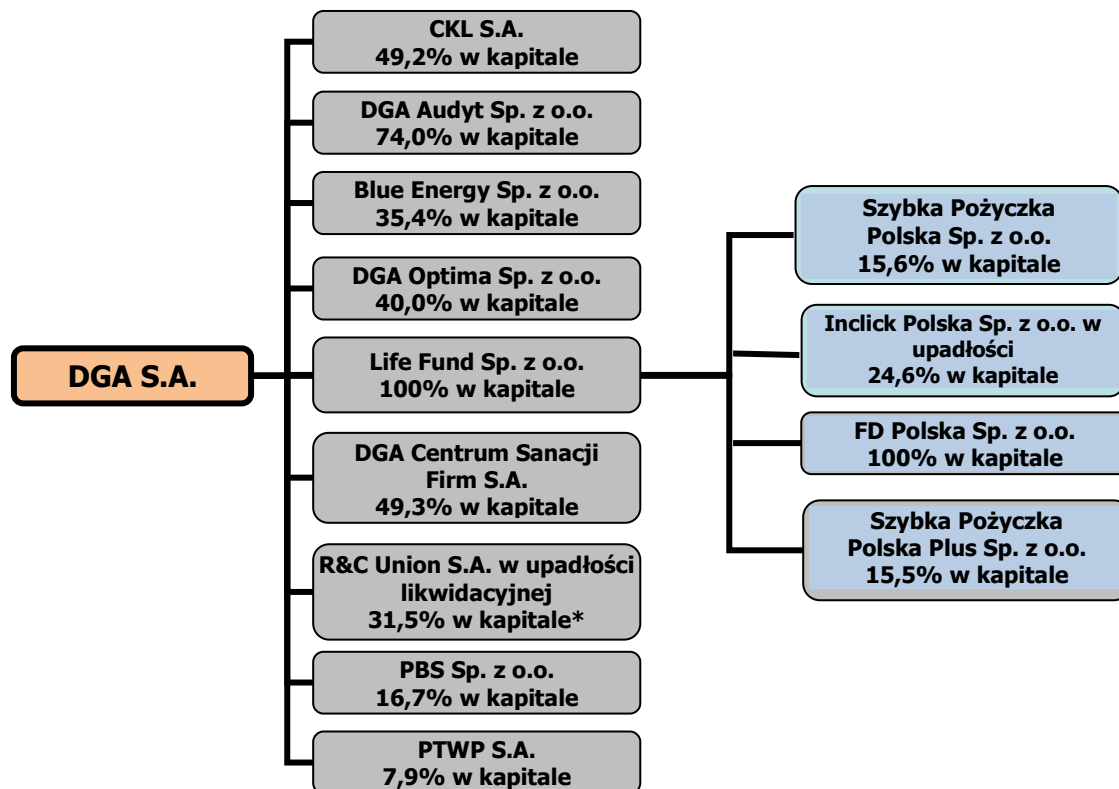 DGA S.A.
CKL S.A.
49,2% w kapitale
DGA Audyt Sp. z o.o.
74,0% w kapitale
Blue Energy Sp. z o.o.
35,4% w kapitale
DGA Optima Sp. z o.o.
40,0% w kapitale
Life Fund Sp. z o.o.
100% w kapitale
DGA Centrum Sanacji
Firm S.A.
49,3% w kapitale
R&C Union S.A. w upadłości
likwidacyjnej
31,5% w kapitale*
PBS Sp. z o.o.
16,7% w kapitale
PTWP S.A.
7,9% w kapitale
Szybka Pożyczka
Polska Sp. z o.o.
15,6% w kapitale
Inclick Polska Sp. z o.o. w
upadłości
24,6% w kapitale
FD Polska Sp. z o.o.
100% w kapitale
Szybka Pożyczka
Polska Plus Sp. z o.o.
15,5% w kapitale